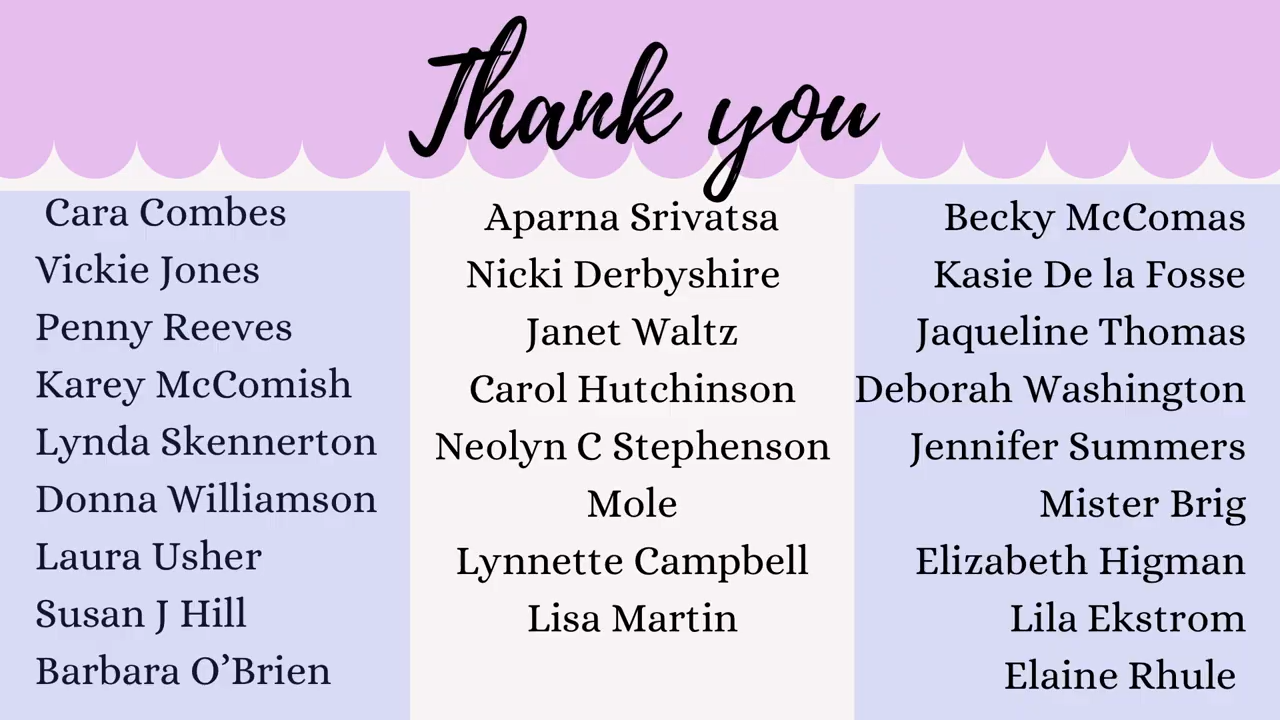 Thank you
Cara Combes
Vickie Jones
Penny Reeves
Karey McComish
Lynda Skennerton
Donna Williamson
Laura Usher
Susan J Hill
Barbara O’Brien
Aparna Srivatsa
Nicki Derbyshire
Janet Waltz
Carol Hutchinson
Neolyn C Stephenson
Mole
Lynnette Campbell
Lisa Martin
Becky McComas
Kasie De la Fosse
Jaqueline Thomas
Deborah Washington
Jennifer Summers
Mister Brig
Elizabeth Higman
Lila Ekstrom
Elaine Rhule